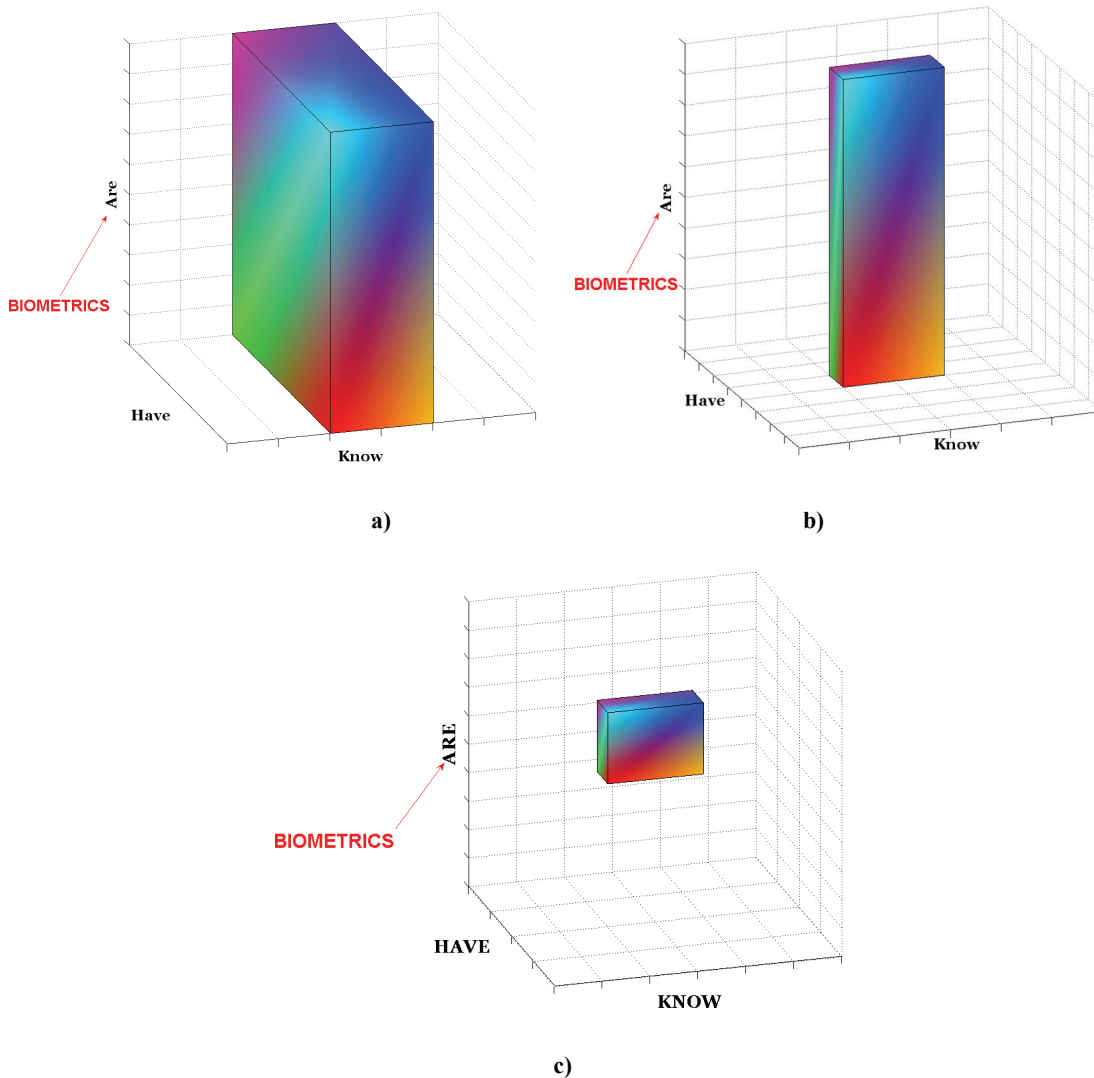 Are
BIOMETRICS
Have
Know
a)
Are
BIOMETRICS
Have
Know
b)
ARE
BIOMETRICS
HAVE
KNOW
c)